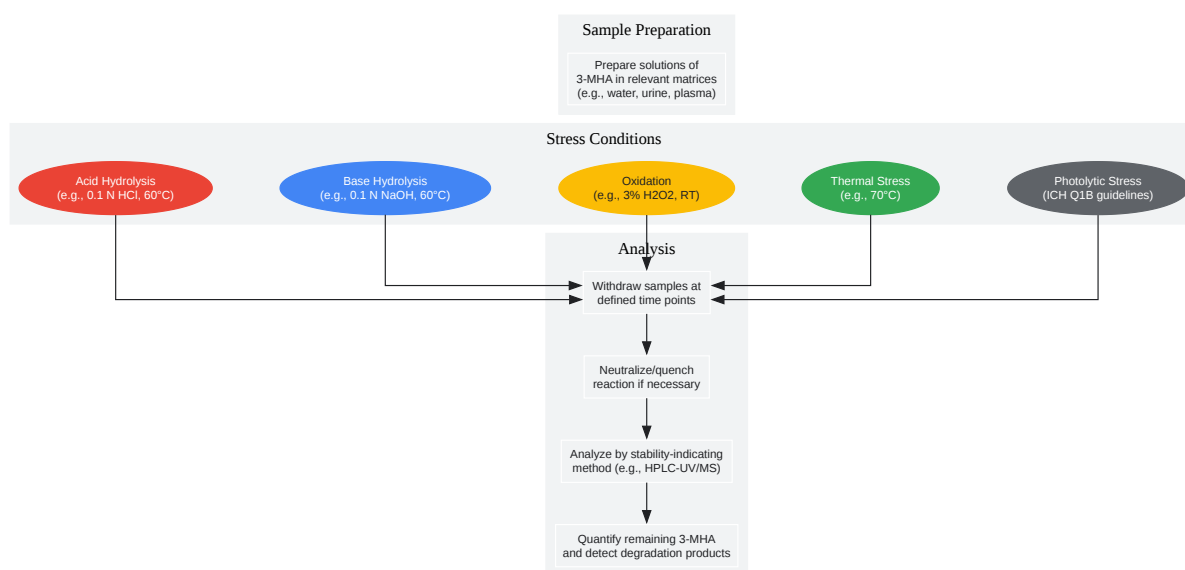 Sample Preparation
Prepare solutions of
3-MHA in relevant matrices
(e.g., water, urine, plasma)
Stress Conditions
Acid Hydrolysis
(e.g., 0.1 N HCl, 60°C)
Base Hydrolysis
(e.g., 0.1 N NaOH, 60°C)
Oxidation
(e.g., 3% H2O2, RT)
Thermal Stress
(e.g., 70°C)
Photolytic Stress
(ICH Q1B guidelines)
Analysis
Withdraw samples at
defined time points
Neutralize/quench
reaction if necessary
Analyze by stability-indicating
method (e.g., HPLC-UV/MS)
Quantify remaining 3-MHA
and detect degradation products